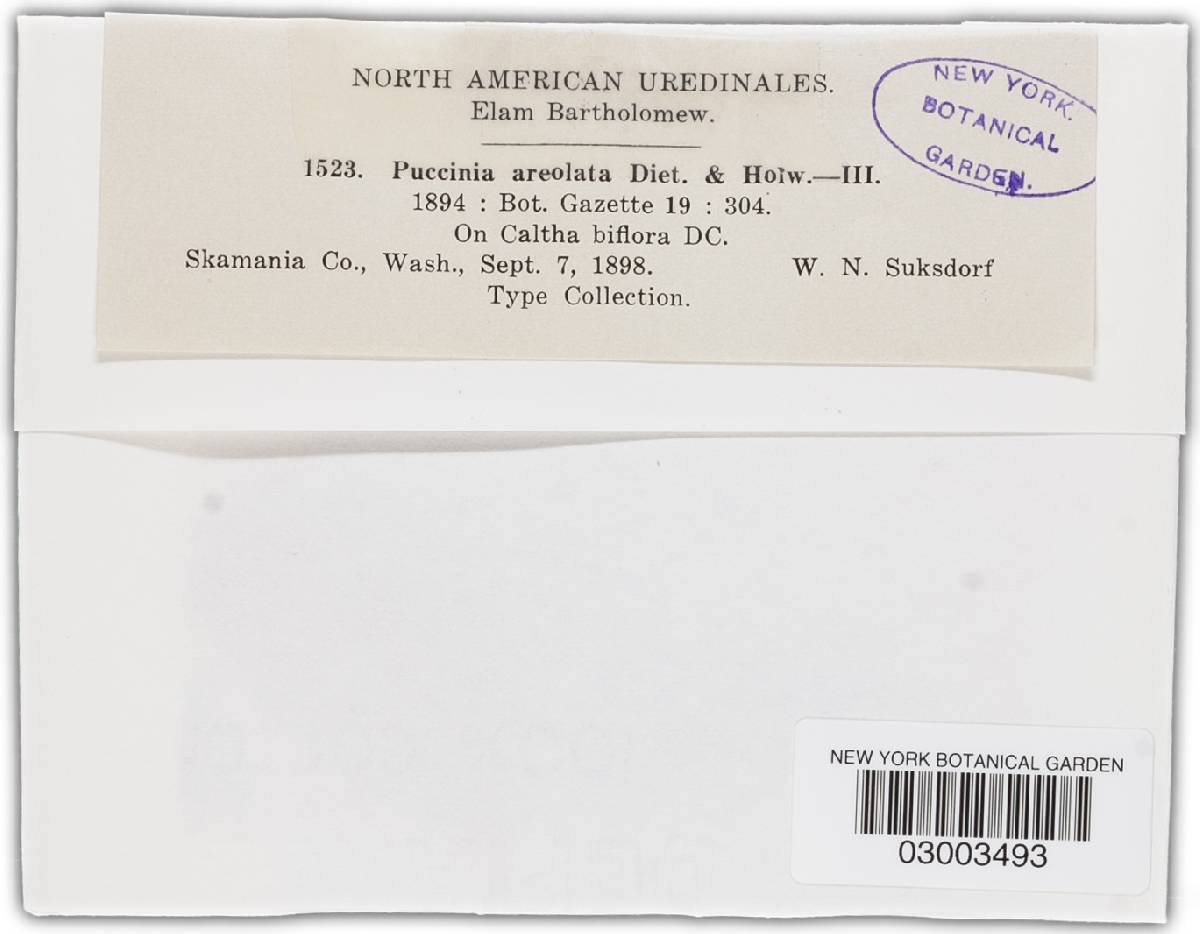 NORTH AMERICAN UREDINALES.
Elam Bartholomew.
NEW YORK.
BOTANICAL
GARDEN.
1523. Puccinia areolata Diet. & Holw.—III.
1894 : Bot. Gazette 19 : 304.
On Caltha biflora DC.
Skamania Co., Wash., Sept. 7, 1898. W. N. Suksdorf
Type Collection.
NEW YORK BOTANICAL GARDEN
03003493